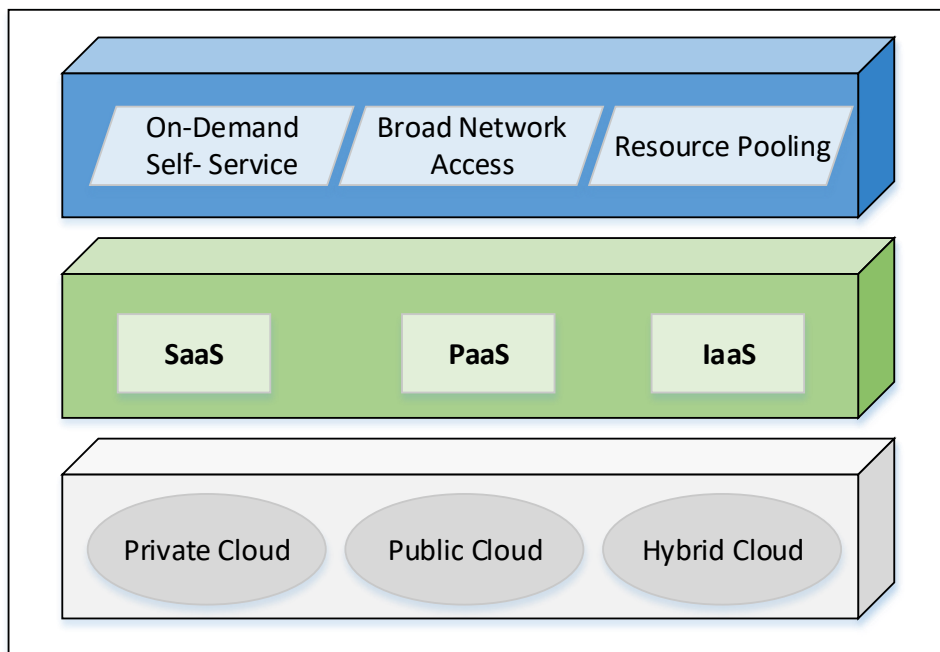 On-Demand
Self- Service
Broad Network
Access
Resource Pooling
SaaS
PaaS
IaaS
Private Cloud
Public Cloud
Hybrid Cloud